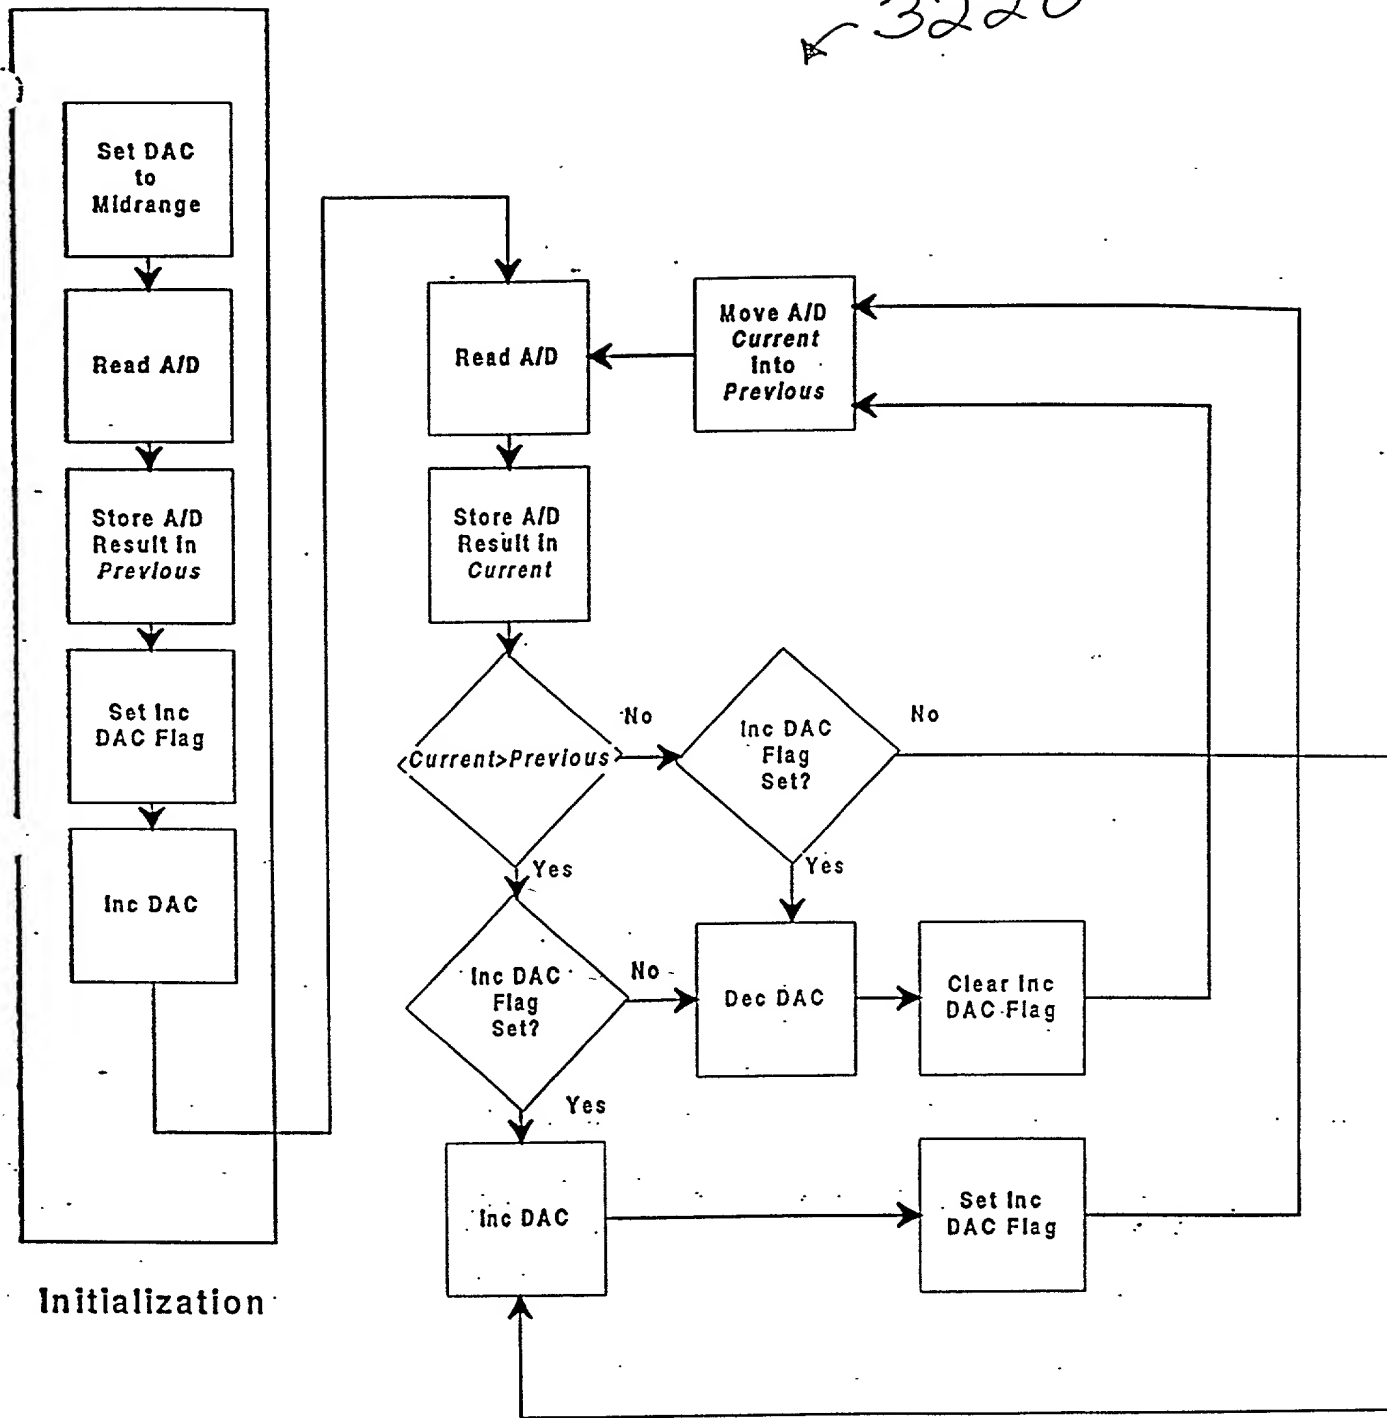 3220
Set DAC
to
Midrange
Read A/D
Store A/D
Result in
Previous
Set Inc
DAC Flag
Inc DAC
Initialization
Read A/D
Move A/D
Current
into
Previous
Store A/D
Result in
Current
Current>Previous
No
Yes
Inc DAC
Flag
Set?
No
Yes
Inc DAC
Flag
Set?
No
Yes
Dec DAC
Clear Inc
DAC Flag
Inc DAC
Set Inc
DAC Flag